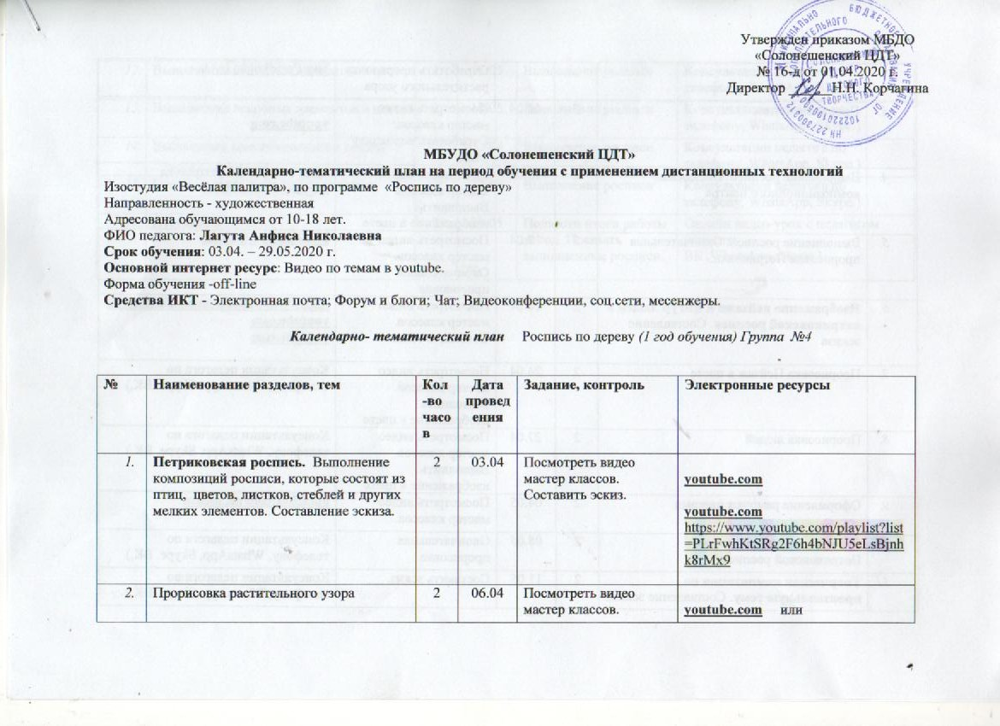 Утвержден приказом МБДО
«Солонешенский ЦДТ»
№ 16-д от 01.04.2020 г.
Директор Н.Н. Корчагина
МБУДО «Солонешенский ЦДТ»
Календарно-тематический план на период обучения с применением дистанционных технологий
Изостудия «Весёлая палитра», по программе «Роспись по дереву»
Направленность - художественная
Адресована обучающимся от 10-18 лет.
ФИО педагога: Лагута Анфиса Николаевна
Срок обучения: 03.04. – 29.05.2020 г.
Основной интернет ресурс: Видео по темам в youtube.
Форма обучения -off-line
Средства ИКТ - Электронная почта; Форум и блоги; Чат; Видеоконференции, соц.сети, месенжеры.
Календарно- тематический план Роспись по дереву (1 год обучения) Группа №4
№ Наименование разделов, тем Кол Дата Задание, контроль Электронные ресурсы
-во провед
часо ения
в
1. Петриковская роспись. Выполнение 2 03.04 Посмотреть видео
композиций росписи, которые состоят из мастер классов. youtube.com
птиц, цветов, листков, стеблей и других Составить эскиз.
мелких элементов. Составление эскиза. youtube.com
https://www.youtube.com/playlist?list
=PLrFwhKtSRg2F6h4bNJU5eLsBjnh
k8rMx9
2. Прорисовка растительного узора 2 06.04 Посмотреть видео
мастер классов. youtube.com или